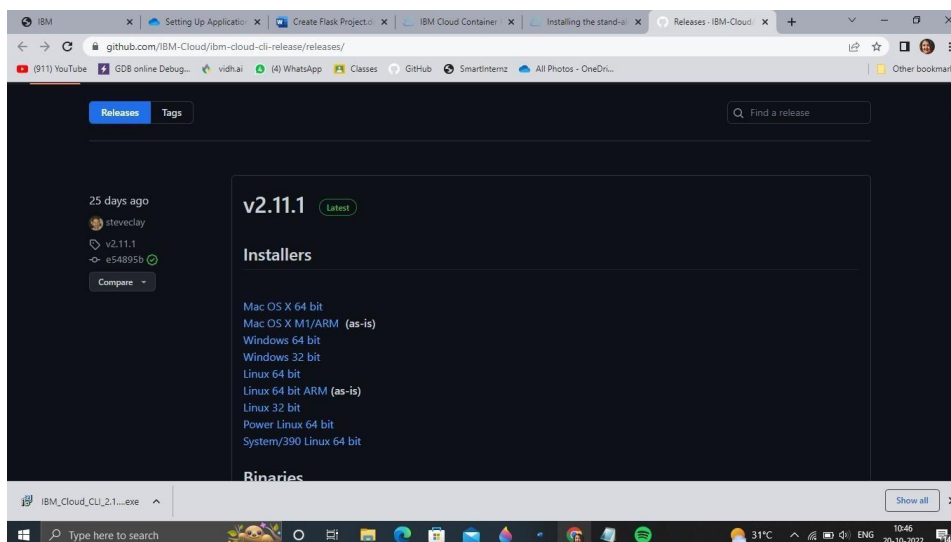 IBM
Setting Up Applicatio
Create Flask Project.d
IBM Cloud Container
Installing the stand-al
Releases · IBM-Cloud/
github.com/IBM-Cloud/ibm-cloud-cli-release/releases/
(911) YouTube
GDB online Debug...
vidh.ai
(4) WhatsApp
Classes
GitHub
SmartInternz
All Photos - OneDri...
Other bookmar
Releases
Tags
Find a release
25 days ago
steveclay
v2.11.1
e54895b
Compare
v2.11.1
Latest
Installers
Mac OS X 64 bit
Mac OS X M1/ARM (as-is)
Windows 64 bit
Windows 32 bit
Linux 64 bit
Linux 64 bit ARM (as-is)
Linux 32 bit
Power Linux 64 bit
System/390 Linux 64 bit
Binaries
IBM_Cloud_CLI_2.1....exe
Show all
Type here to search
31°C
ENG
10:46
20-10-2022